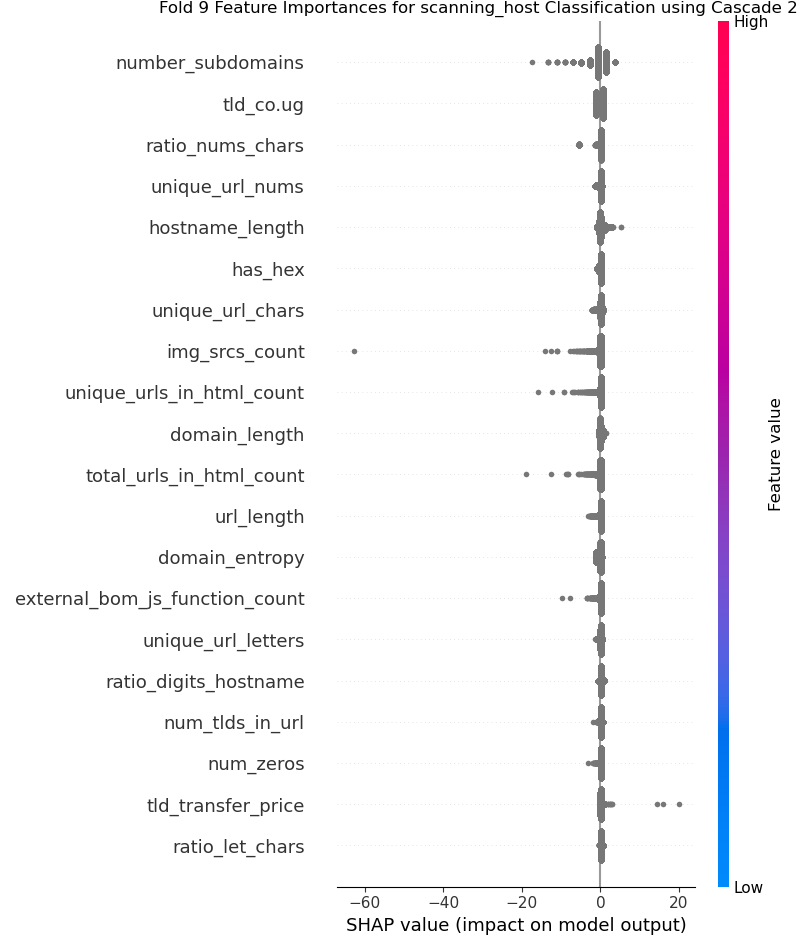 Fold 9 Feature Importances for scanning_host Classification using Cascade 2
High
number_subdomains
tld_co.ug
ratio_nums_chars
unique_url_nums
hostname_length
has_hex
unique_url_chars
img_srcs_count
unique_urls_in_html_count
domain_length
total_urls_in_html_count
url_length
domain_entropy
external_bom_js_function_count
unique_url_letters
ratio_digits_hostname
num_tlds_in_url
num_zeros
tld_transfer_price
ratio_let_chars
Feature value
Low
−60 −40 −20 0 20
SHAP value (impact on model output)